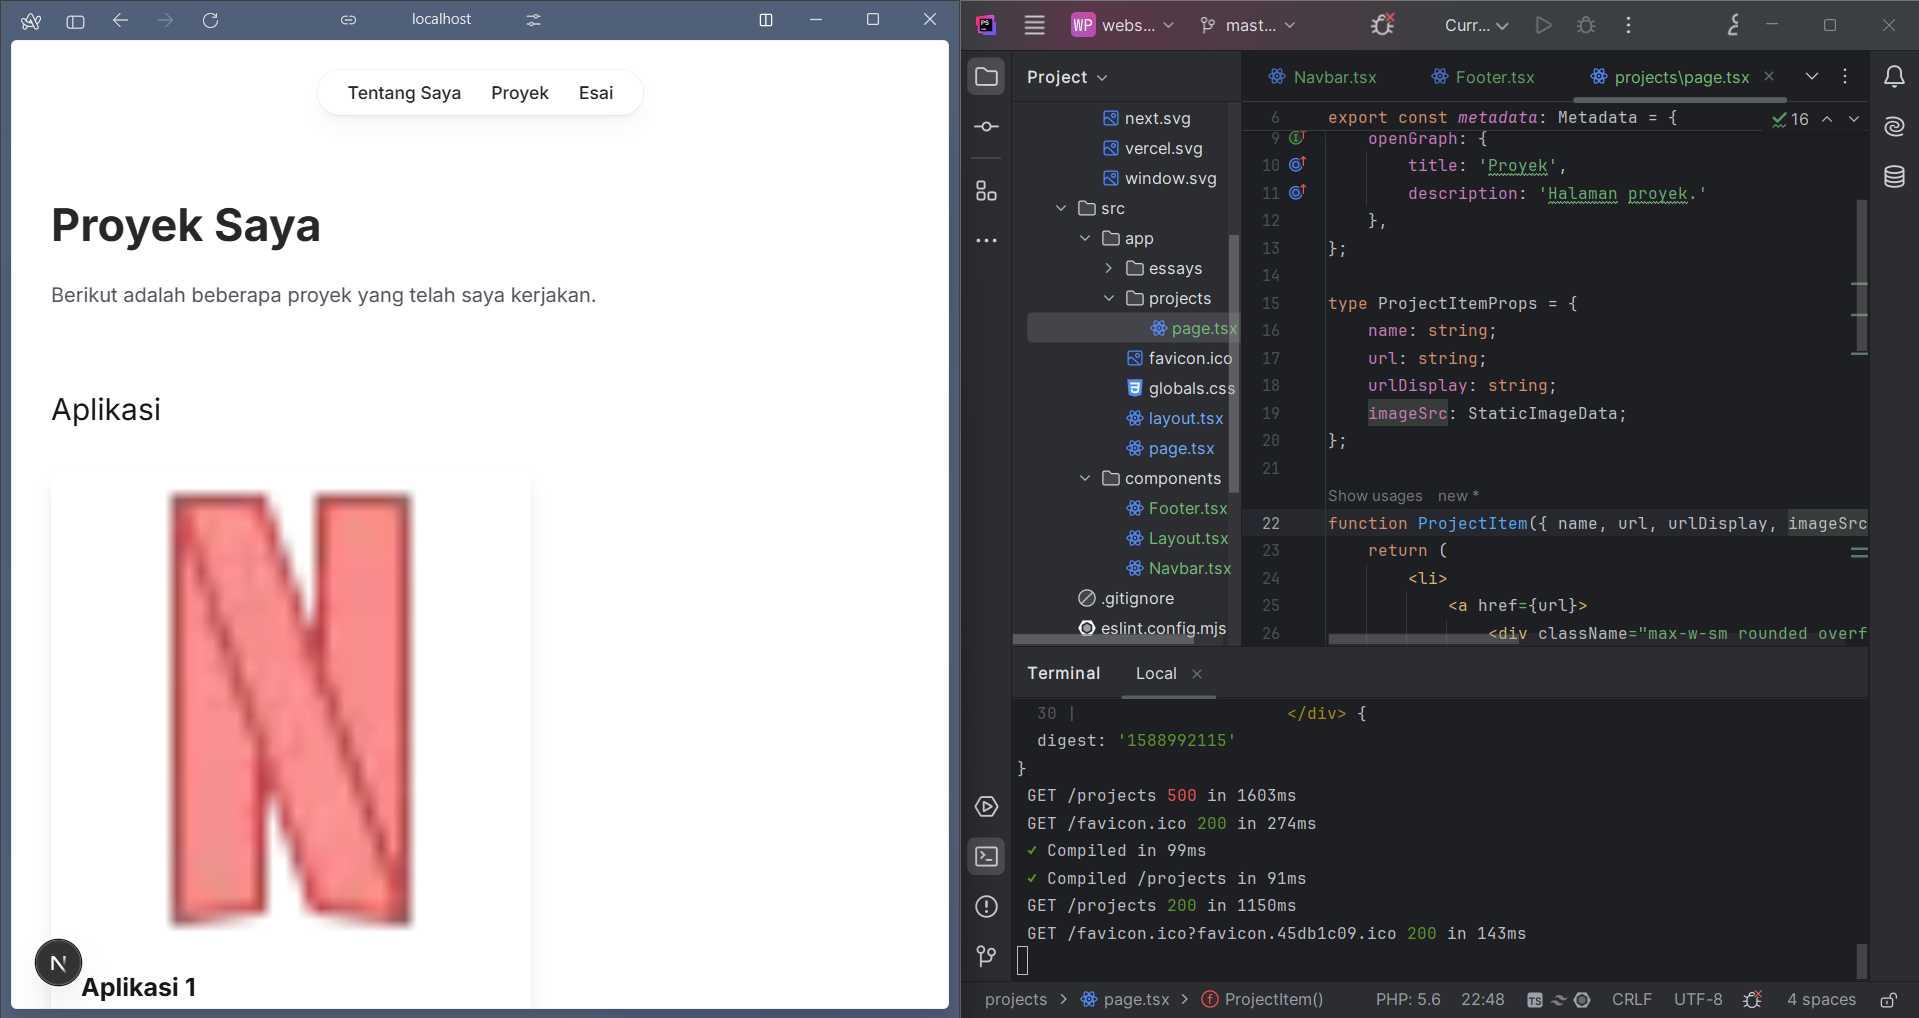 localhost
Tentang Saya Proyek Esai
Proyek Saya
Berikut adalah beberapa proyek yang telah saya kerjakan.
Aplikasi
N
Aplikasi 1
PS
WP webs... mast... Curr...
Project
next.svg
vercel.svg
window.svg
src
app
essays
projects
page.tsx
favicon.ico
globals.css
layout.tsx
page.tsx
components
Footer.tsx
Layout.tsx
Navbar.tsx
.gitignore
eslint.config.mjs
Navbar.tsx Footer.tsx projects\page.tsx
6 export const metadata: Metadata = { 16
9 openGraph: {
10 title: 'Proyek',
11 description: 'Halaman proyek.'
12 },
13 };
14
15 type ProjectItemProps = {
16 name: string;
17 url: string;
18 urlDisplay: string;
19 imageSrc: StaticImageData;
20 };
21
Show usages new *
22 function ProjectItem({ name, url, urlDisplay, imageSrc
23 return (
24 <li>
25 <a href={url}>
26 <div className="max-w-sm rounded overf
Terminal Local
30 | </div> {
digest: '1588992115'
}
GET /projects 500 in 1603ms
GET /favicon.ico 200 in 274ms
✓ Compiled in 99ms
✓ Compiled /projects in 91ms
GET /projects 200 in 1150ms
GET /favicon.ico?favicon.45db1c09.ico 200 in 143ms
projects > page.tsx > ProjectItem() PHP: 5.6 22:48 TS CRLF UTF-8 4 spaces